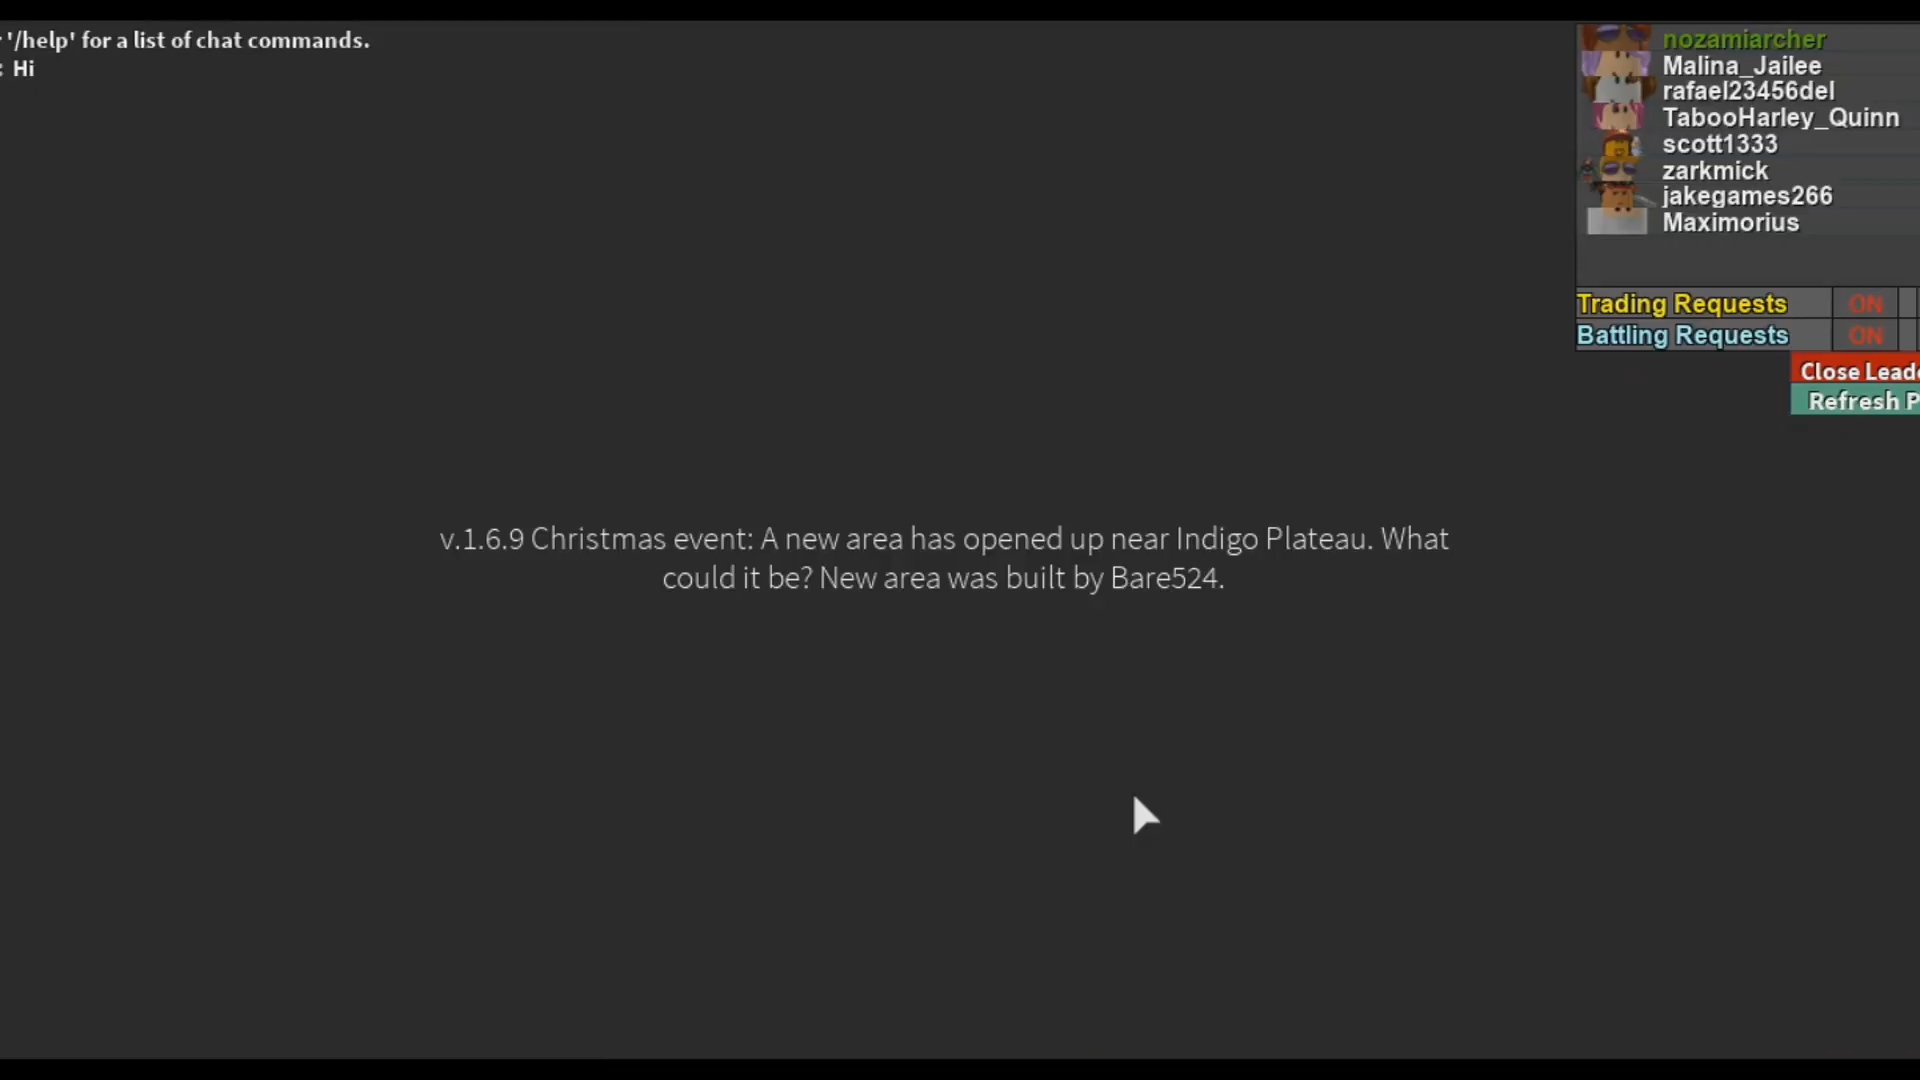 '/help' for a list of chat commands.
: Hi
nozamiarcher
Malina_Jailee
rafael23456del
TabooHarley_Quinn
scott1333
zarkmick
jakegames266
Maximorius
Trading Requests ON
Battling Requests ON
Close Lead
Refresh P
v.1.6.9 Christmas event: A new area has opened up near Indigo Plateau. What
could it be? New area was built by Bare524.